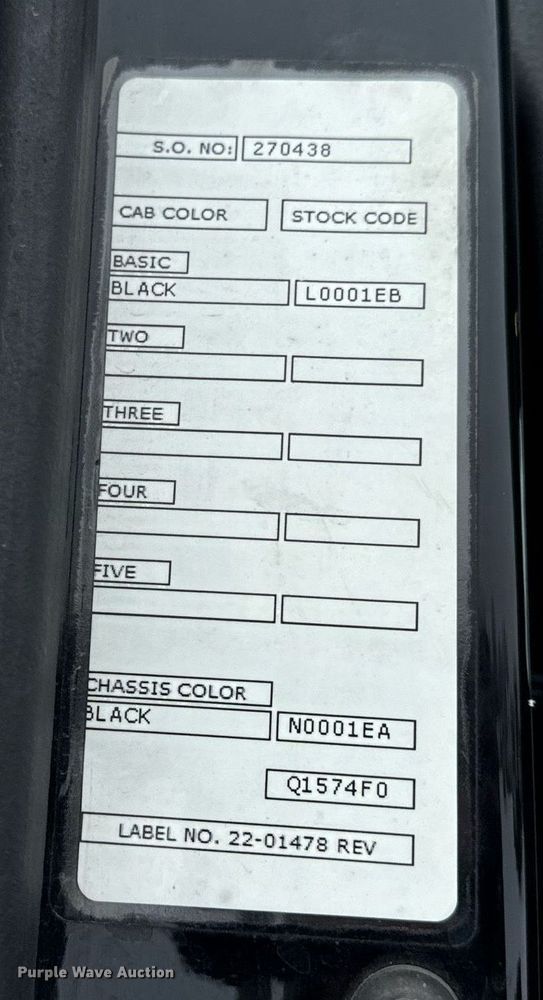 S.O. NO: 270438
CAB COLOR STOCK CODE
BASIC
BLACK L0001EB
TWO
THREE
FOUR
FIVE
CHASSIS COLOR
BLACK N0001EA
Q1574F0
LABEL NO. 22-01478 REV
Purple Wave Auction